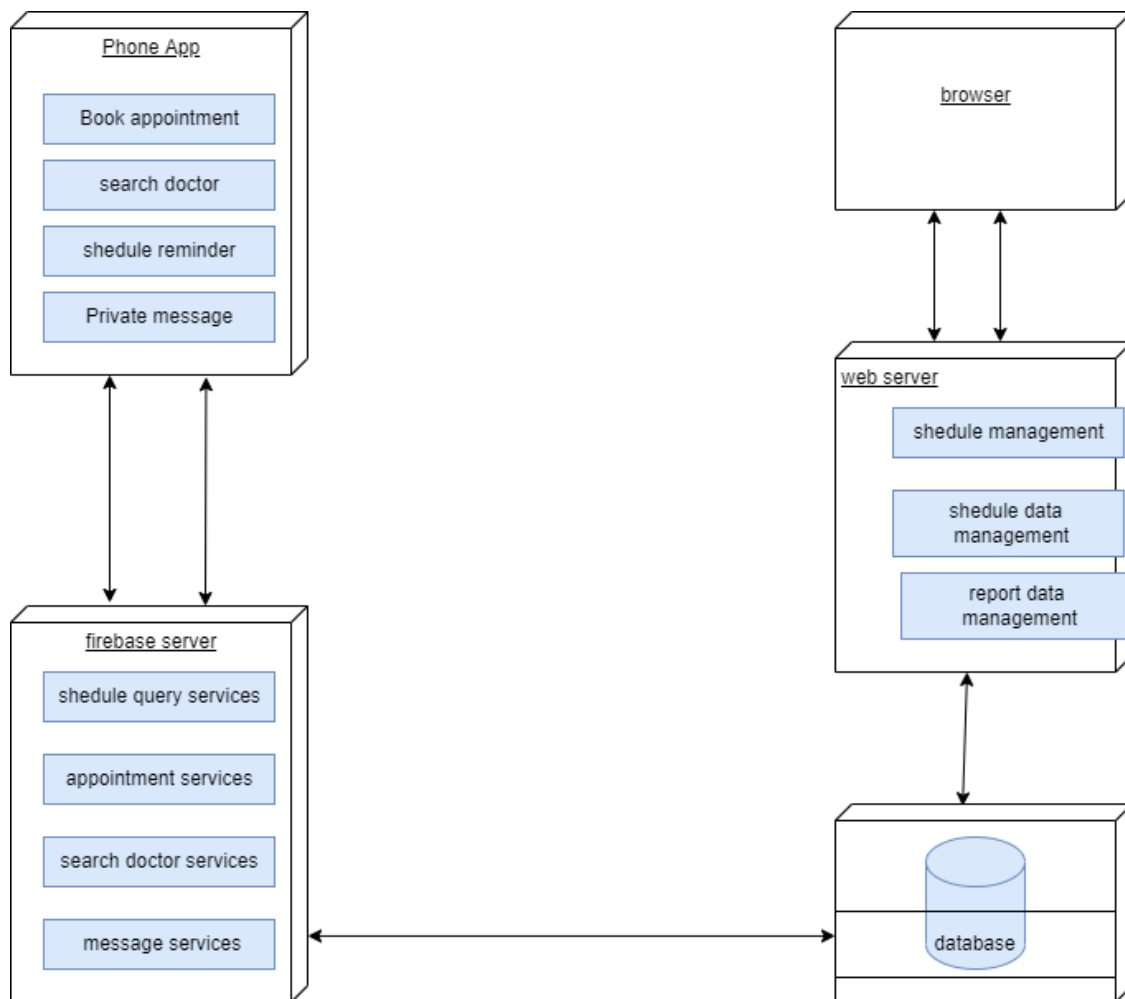 Phone App
Book appointment
search doctor
shedule reminder
Private message
browser
web server
shedule management
shedule data
management
report data
management
firebase server
shedule query services
appointment services
search doctor services
message services
database